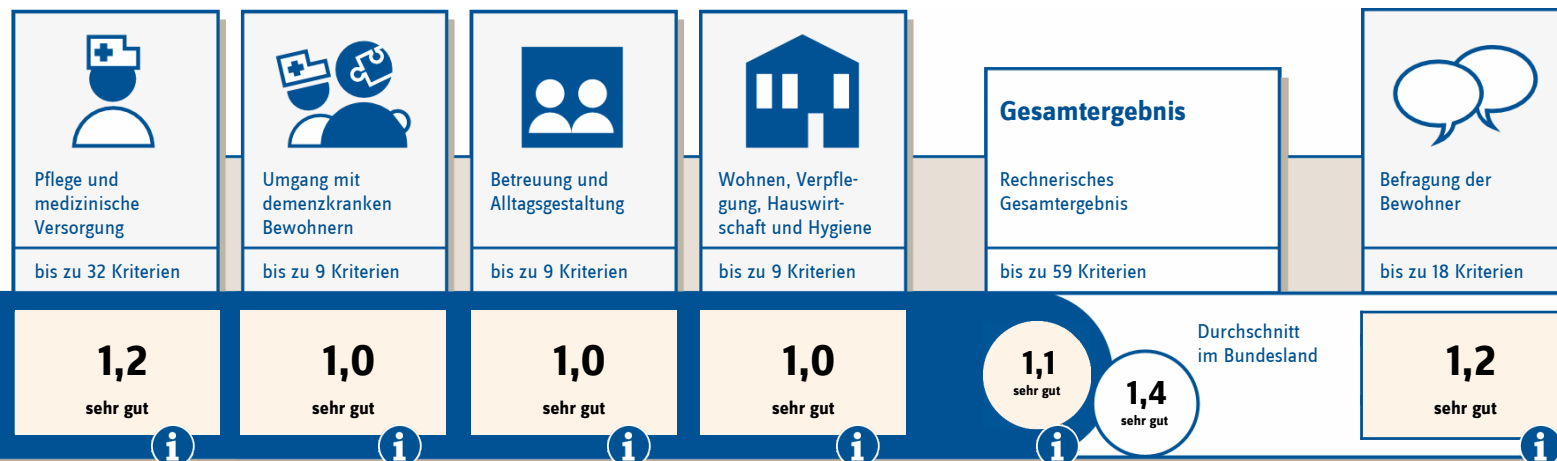 Pflege und
medizinische
Versorgung
bis zu 32 Kriterien
1,2
sehr gut
i
Umgang mit
demenzkranken
Bewohnern
bis zu 9 Kriterien
1,0
sehr gut
i
Betreuung und
Alltagsgestaltung
bis zu 9 Kriterien
1,0
sehr gut
i
Wohnen, Verpfle-
gung, Hauswirt-
schaft und Hygiene
bis zu 9 Kriterien
1,0
sehr gut
i
Gesamtergebnis
Rechnerisches
Gesamtergebnis
bis zu 59 Kriterien
1,1
sehr gut
i
Durchschnitt
im Bundesland
1,4
sehr gut
Befragung der
Bewohner
bis zu 18 Kriterien
1,2
sehr gut
i